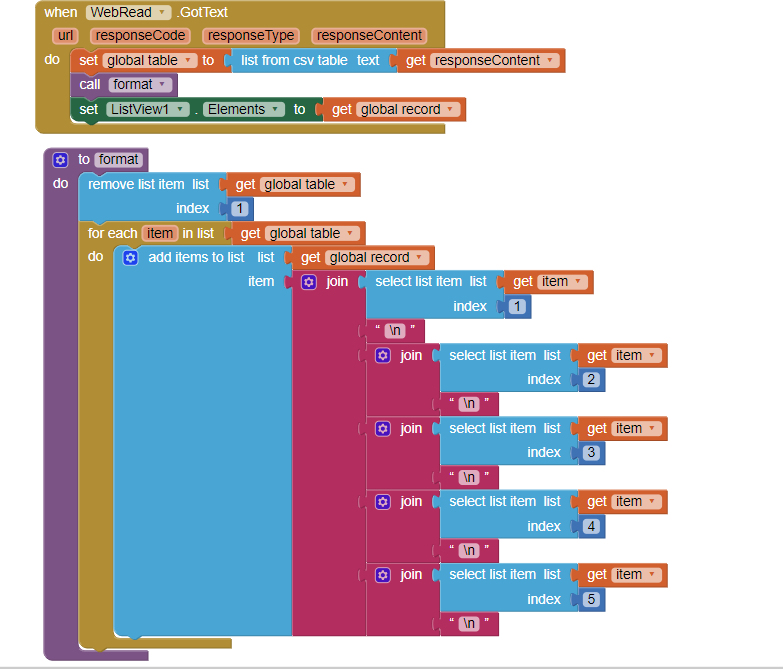 when WebRead .GotText
url responseCode responseType responseContent
do set global table to list from csv table text get responseContent
call format
set ListView1 . Elements to get global record
to format
do remove list item list get global table
index 1
for each item in list get global table
do add items to list list get global record
item join select list item list get item
index 1
“ \n ”
join select list item list get item
index 2
“ \n ”
join select list item list get item
index 3
“ \n ”
join select list item list get item
index 4
“ \n ”
join select list item list get item
index 5
“ \n ”